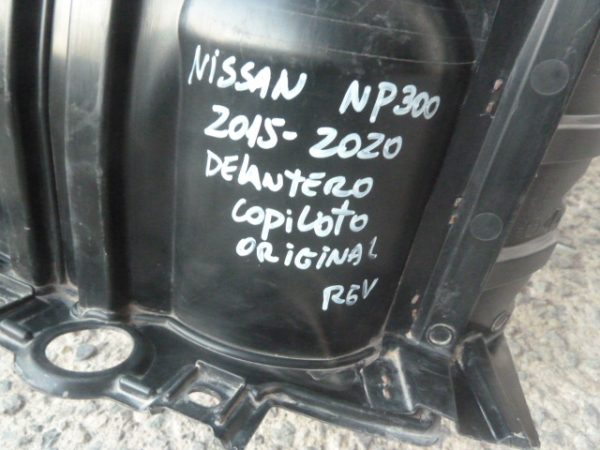 NISSAN NP300
2015-2020
DELANTERO
COPILOTO
ORIGINAL
REV